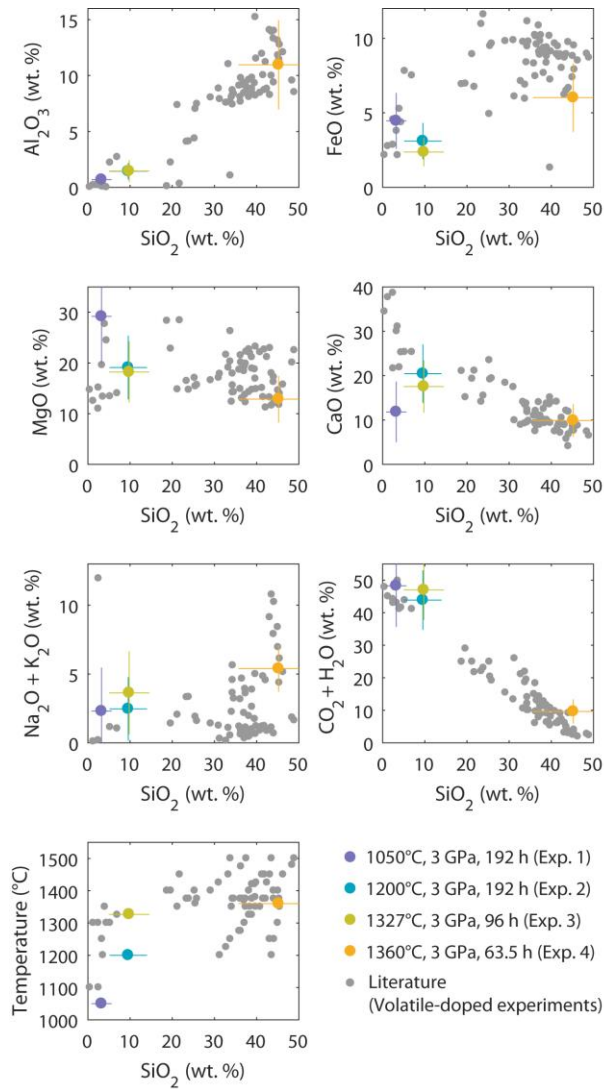 15
10
5
0
Al₂O₃ (wt. %)
0 10 20 30 40 50
SiO₂ (wt. %)
10
5
0
FeO (wt. %)
0 10 20 30 40 50
SiO₂ (wt. %)
30
20
10
0
MgO (wt. %)
0 10 20 30 40 50
SiO₂ (wt. %)
40
30
20
10
0
CaO (wt. %)
0 10 20 30 40 50
SiO₂ (wt. %)
10
5
0
Na₂O + K₂O (wt. %)
0 10 20 30 40 50
SiO₂ (wt. %)
50
40
30
20
10
0
CO₂ + H₂O (wt. %)
0 10 20 30 40 50
SiO₂ (wt. %)
1500
1400
1300
1200
1100
1000
Temperature (°C)
0 10 20 30 40 50
SiO₂ (wt. %)
1050°C, 3 GPa, 192 h (Exp. 1)
1200°C, 3 GPa, 192 h (Exp. 2)
1327°C, 3 GPa, 96 h (Exp. 3)
1360°C, 3 GPa, 63.5 h (Exp. 4)
Literature
(Volatile-doped experiments)